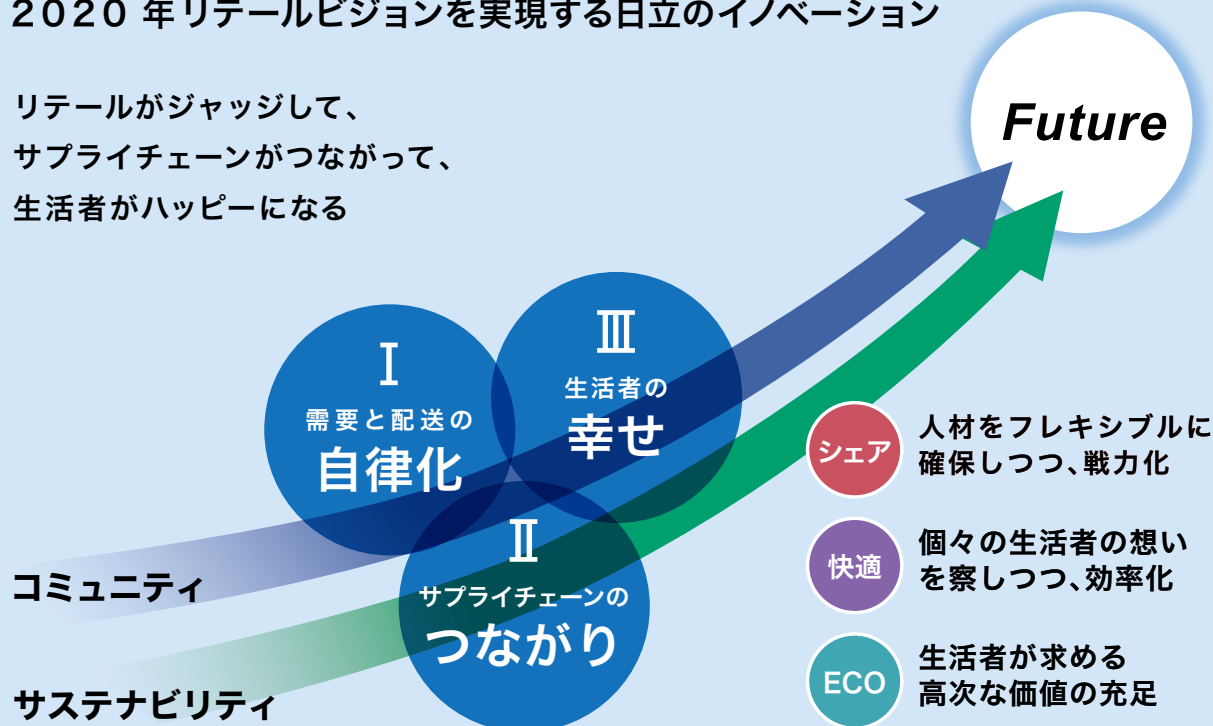 2020 年リテールビジョンを実現する日立のイノベーション
リテールがジャッジして、
サプライチェーンがつながって、
生活者がハッピーになる
Future
Ⅰ
需要と配送の
自律化
Ⅲ
生活者の
幸せ
Ⅱ
サプライチェーンの
つながり
コミュニティ
サステナビリティ
シェア
人材をフレキシブルに
確保しつつ、戦力化
快適
個々の生活者の想い
を察しつつ、効率化
ECO
生活者が求める
高次な価値の充足